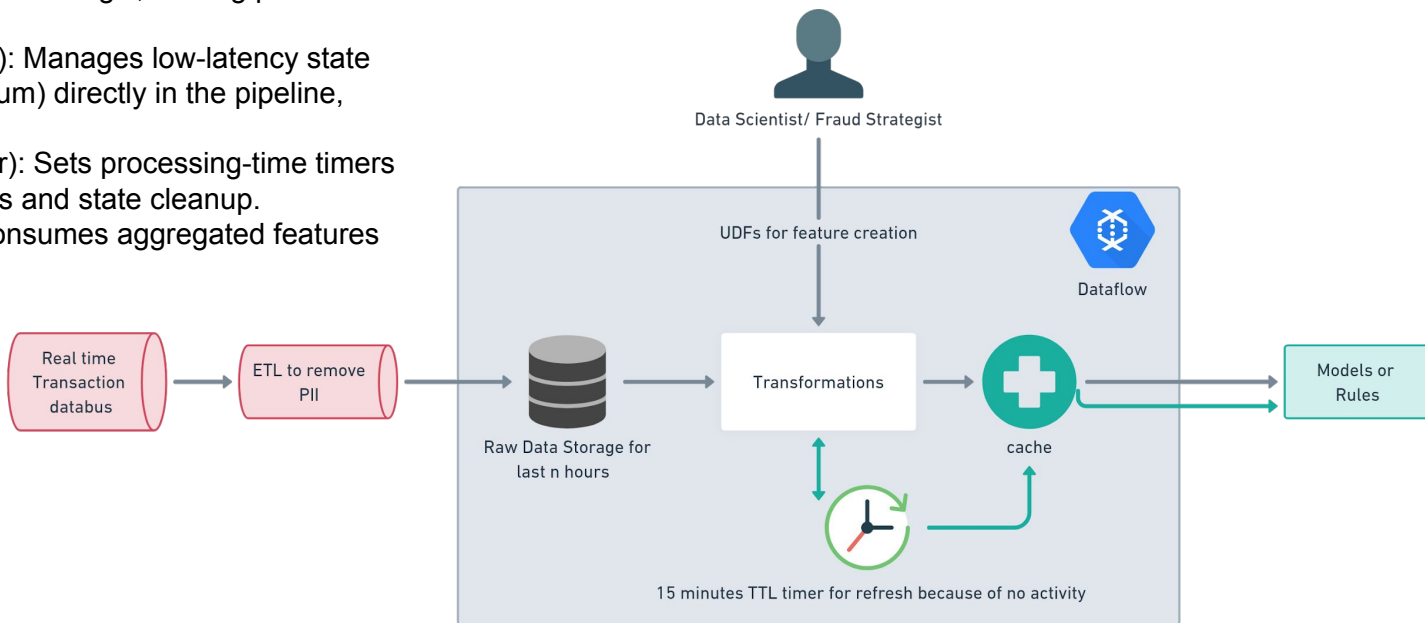 ): Manages low-latency state
um) directly in the pipeline,
r): Sets processing-time timers
s and state cleanup.
onsumes aggregated features
Data Scientist/ Fraud Strategist
UDFs for feature creation
Dataflow
Real time
Transaction
databus
ETL to remove
PII
Transformations
Models or
Rules
Raw Data Storage for
last n hours
cache
15 minutes TTL timer for refresh because of no activity